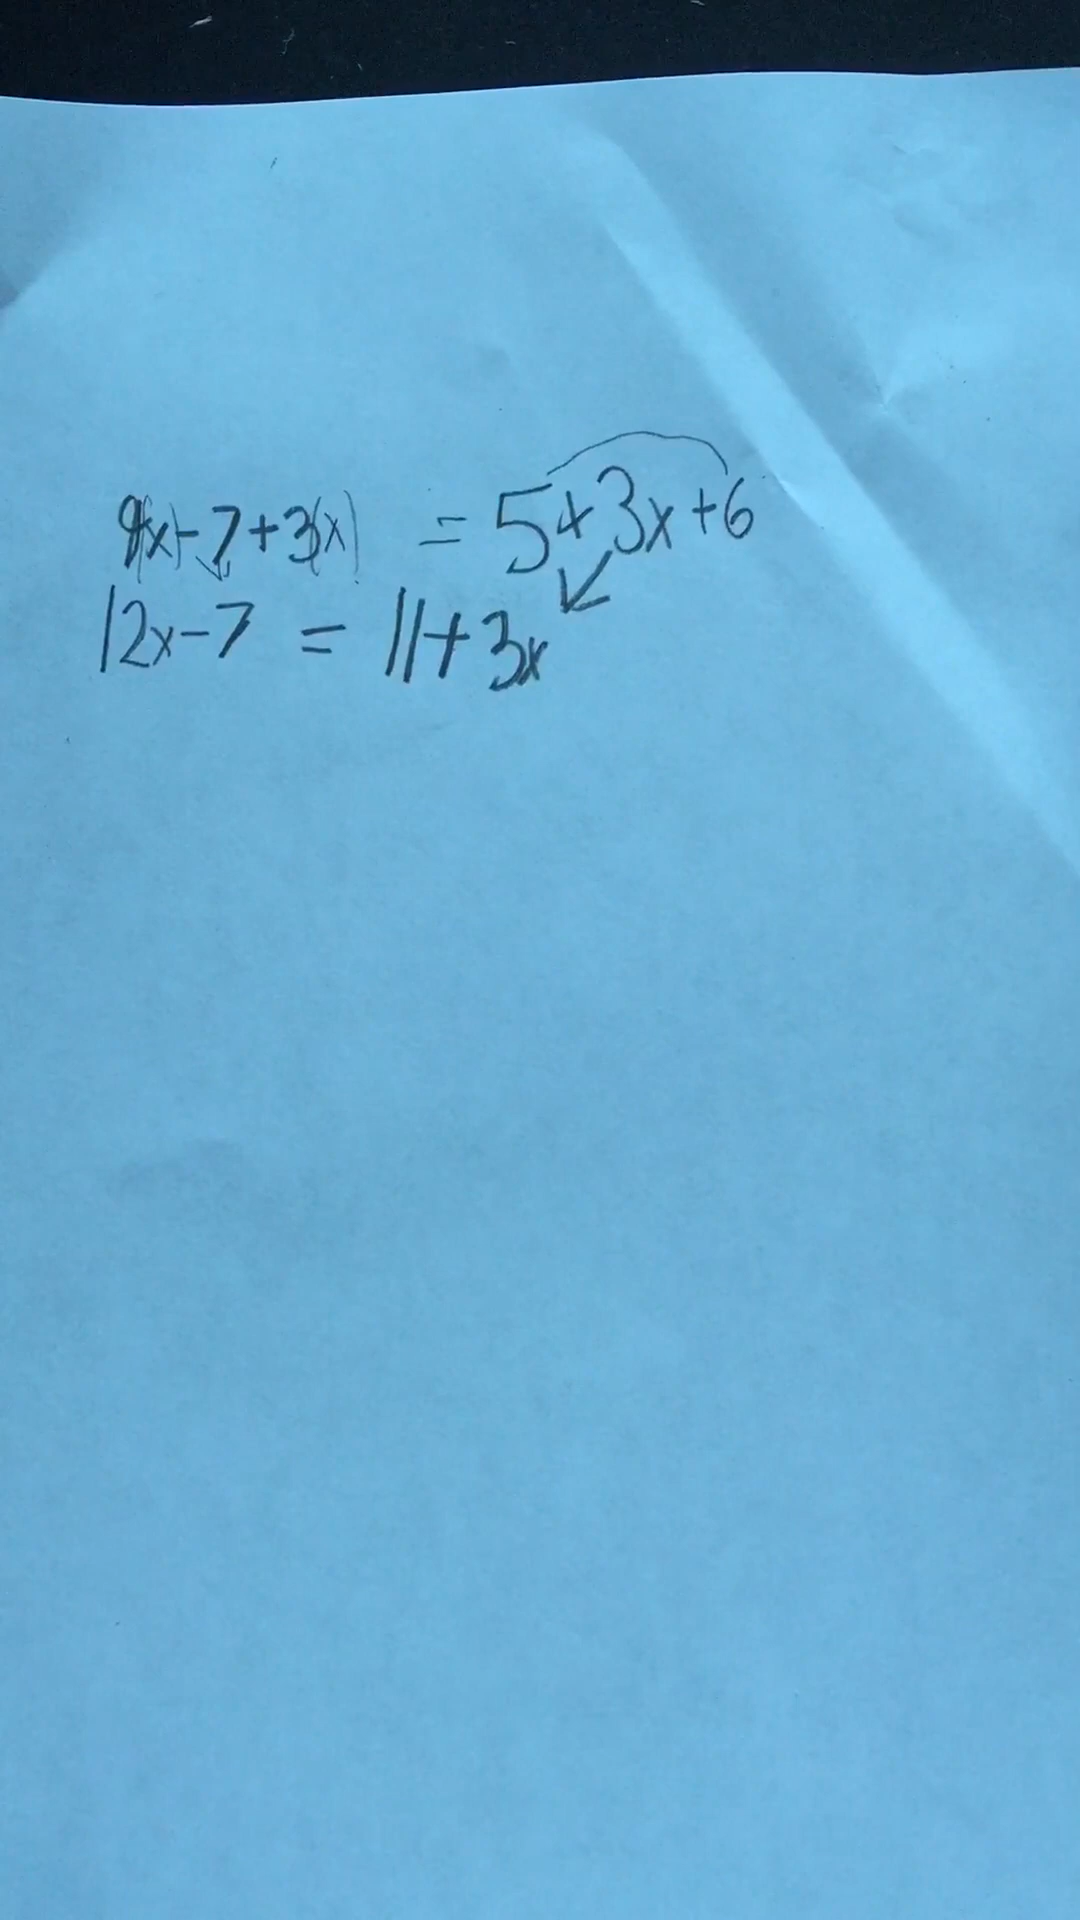 9(x)-7+3(x) = 5+3x+6
12x-7 = 11+3x